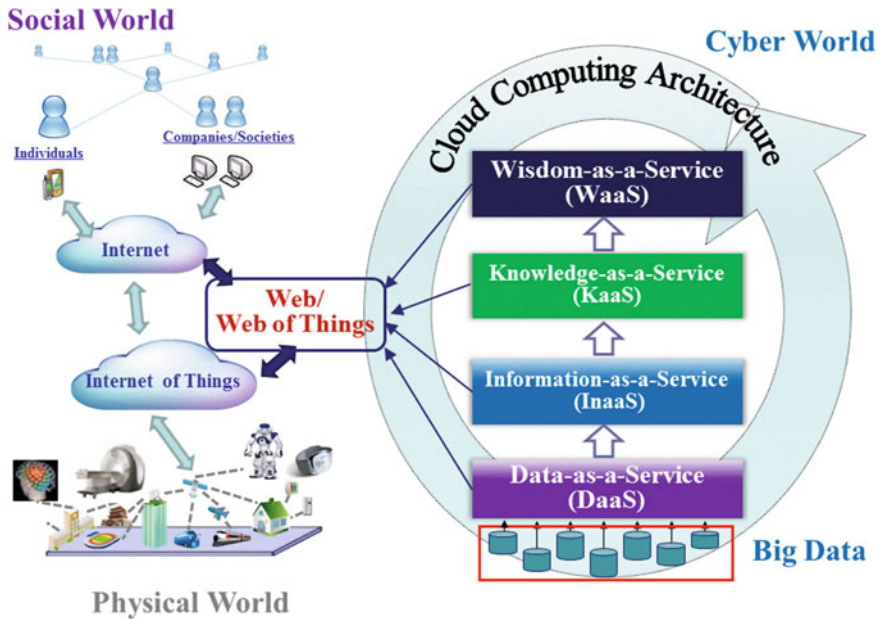 Social World
Individuals
Companies/Societies
Internet
Web/
Web of Things
Internet of Things
Physical World
Cyber World
Cloud Computing Architecture
Wisdom-as-a-Service
(WaaS)
Knowledge-as-a-Service
(KaaS)
Information-as-a-Service
(InaaS)
Data-as-a-Service
(DaaS)
Big Data